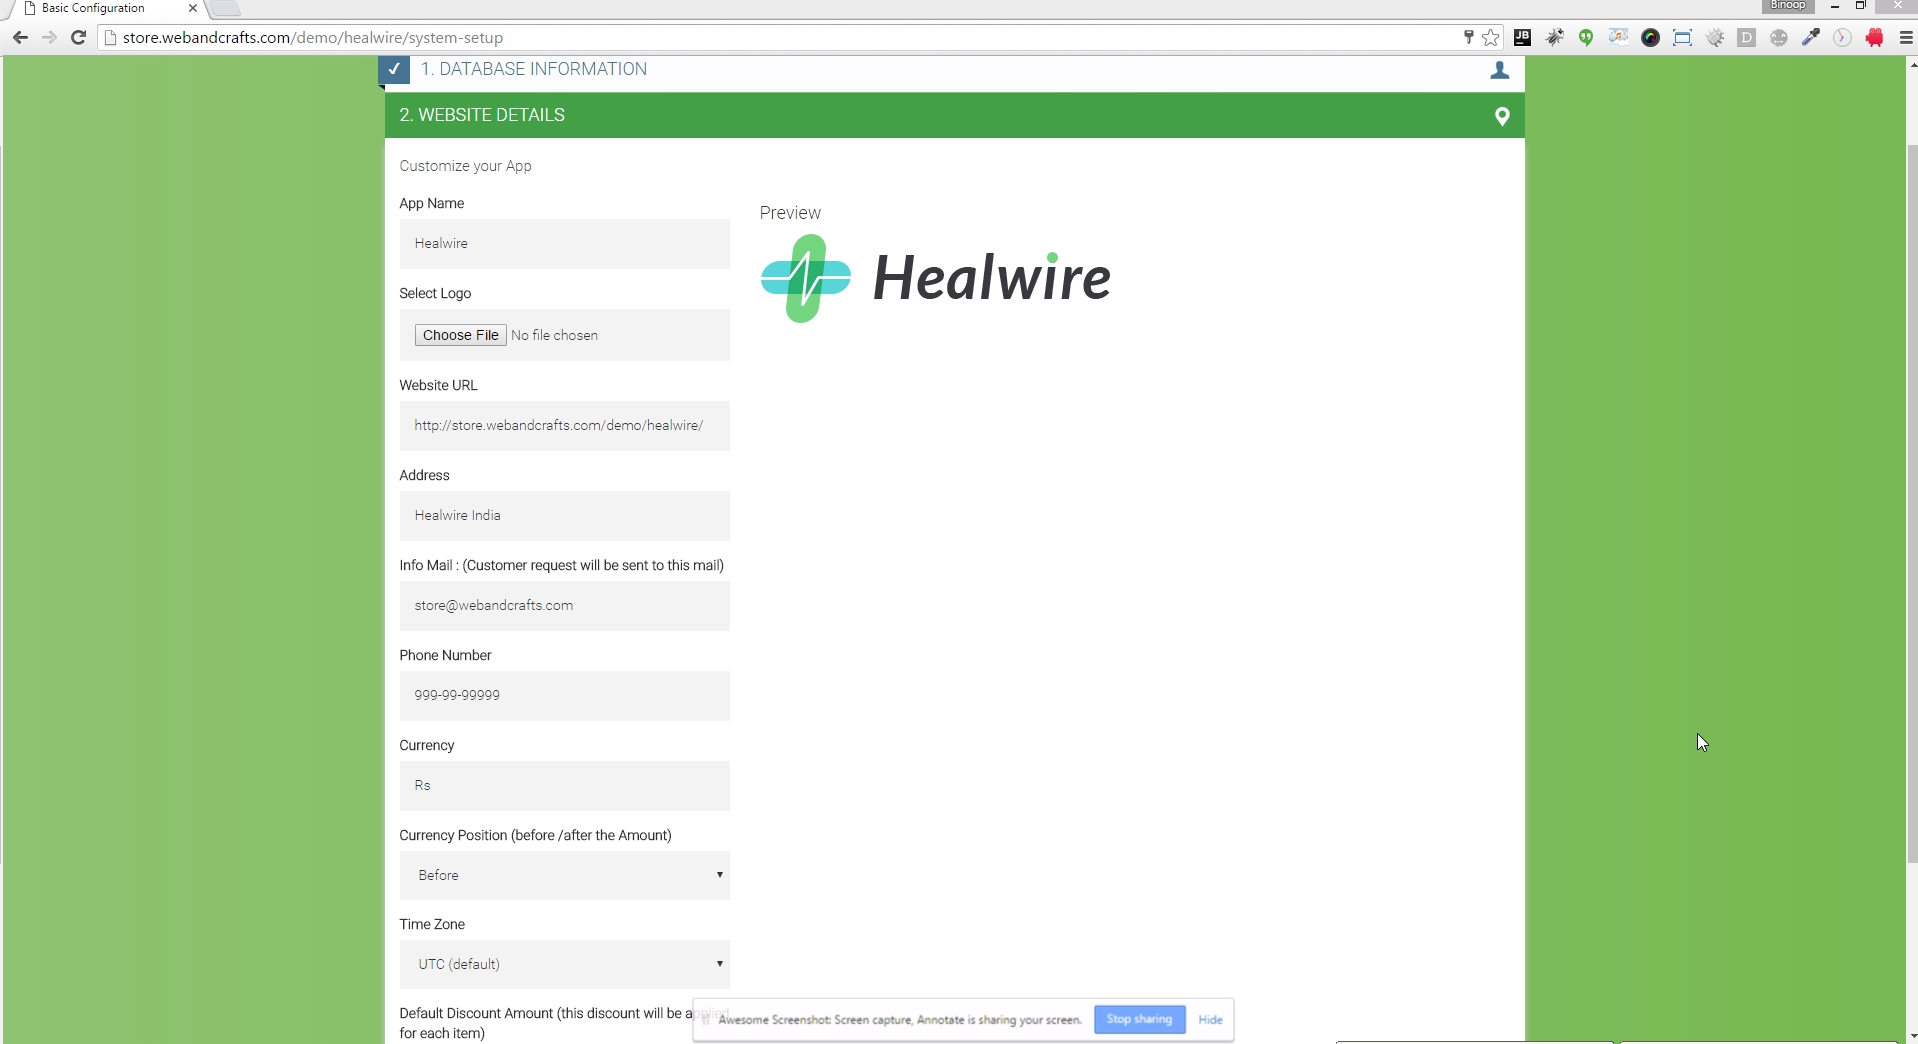 Basic Configuration
Binoop
store.webandcrafts.com/demo/healwire/system-setup
JB
D
1. DATABASE INFORMATION
2. WEBSITE DETAILS
Customize your App
App Name
Healwire
Preview
Healwire
Select Logo
Choose File No file chosen
Website URL
http://store.webandcrafts.com/demo/healwire/
Address
Healwire India
Info Mail : (Customer request will be sent to this mail)
store@webandcrafts.com
Phone Number
999-99-99999
Currency
Rs
Currency Position (before /after the Amount)
Before
Time Zone
UTC (default)
Default Discount Amount (this discount will be applied
for each item)
Awesome Screenshot: Screen capture, Annotate is sharing your screen.
Stop sharing
Hide